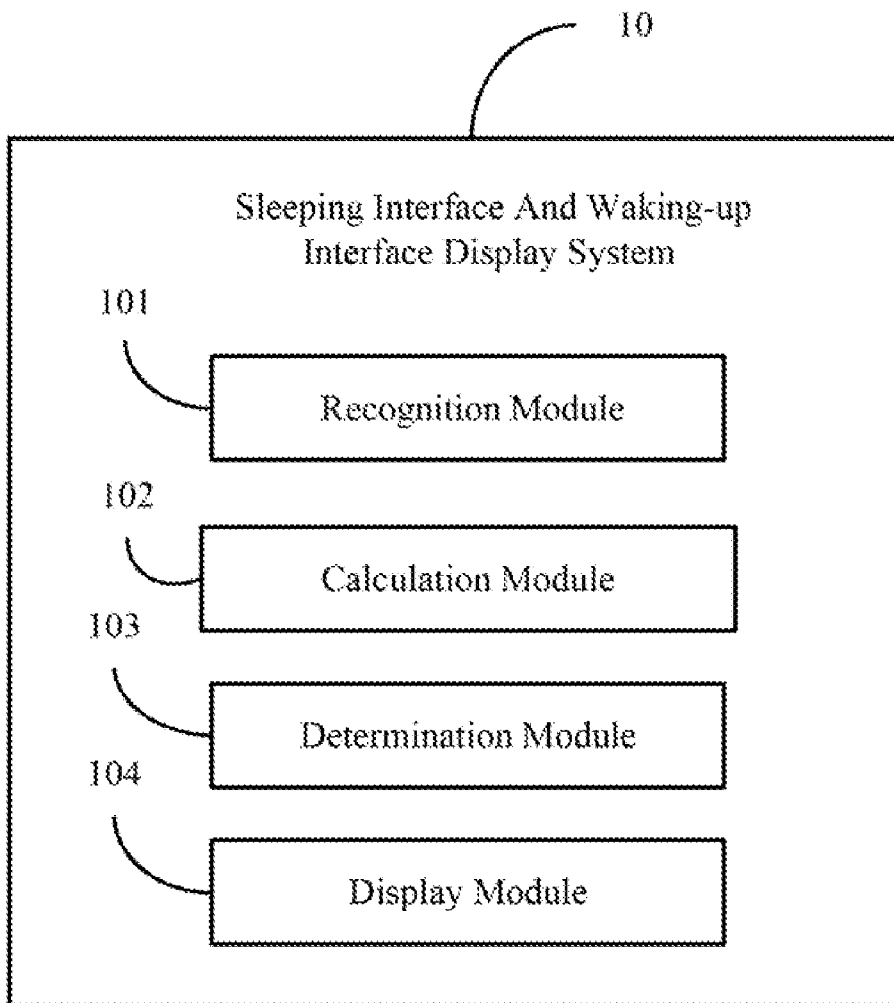 10
Sleeping Interface And Waking-up
Interface Display System
101
Recognition Module
102
Calculation Module
103
Determination Module
104
Display Module